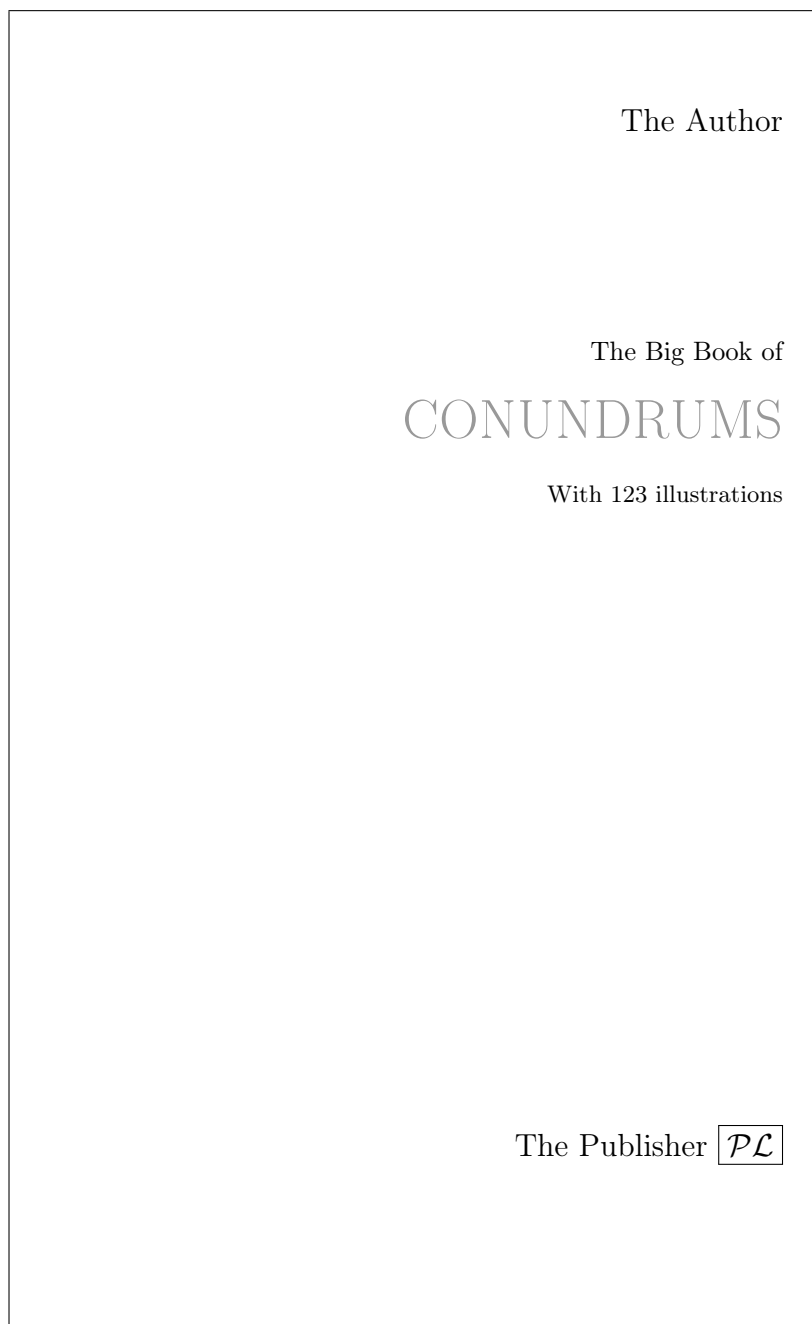 The Author
The Big Book of
CONUNDRUMS
With 123 illustrations
The Publisher PL